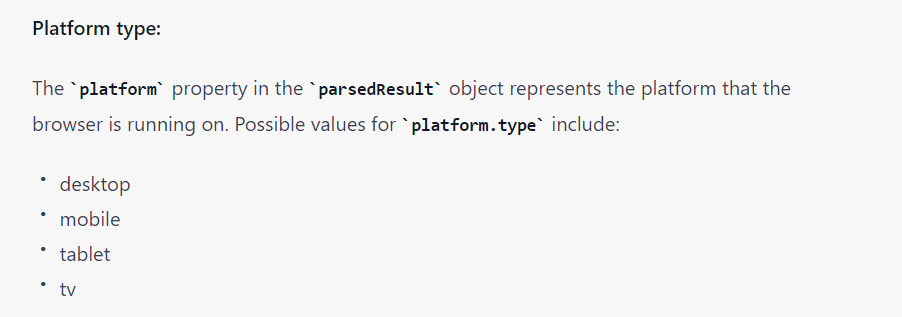 Platform type:
The `platform` property in the `parsedResult` object represents the platform that the
browser is running on. Possible values for `platform.type` include:
• desktop
• mobile
• tablet
• tv